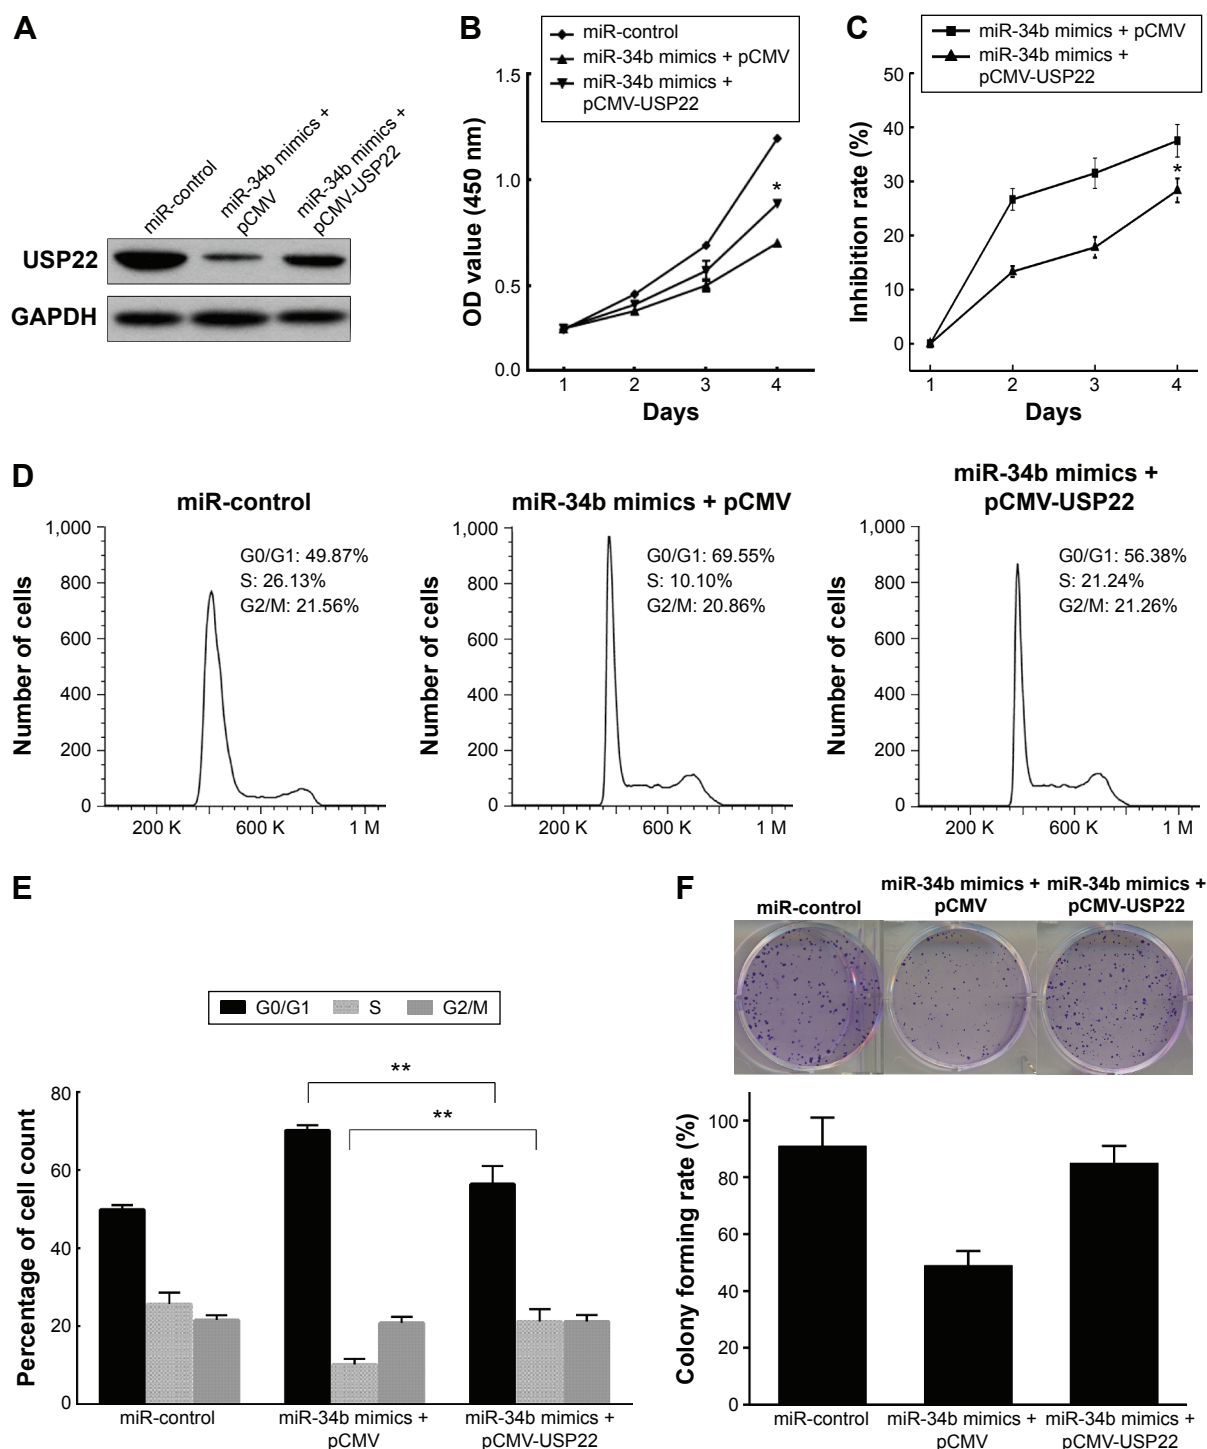 A
miR-control
miR-34b mimics +
pCMV
miR-34b mimics +
pCMV-USP22
USP22
GAPDH
B
miR-control
miR-34b mimics + pCMV
miR-34b mimics +
pCMV-USP22
OD value (450 nm)
1.5
1.0
0.5
0.0
*
1 2 3 4
Days
C
miR-34b mimics + pCMV
miR-34b mimics +
pCMV-USP22
Inhibition rate (%)
50
40
30
20
10
0
*
1 2 3 4
Days
D
miR-control
Number of cells
1,000
800
600
400
200
0
G0/G1: 49.87%
S: 26.13%
G2/M: 21.56%
200 K 600 K 1 M
miR-34b mimics + pCMV
Number of cells
1,000
800
600
400
200
0
G0/G1: 69.55%
S: 10.10%
G2/M: 20.86%
200 K 600 K 1 M
miR-34b mimics +
pCMV-USP22
Number of cells
1,000
800
600
400
200
0
G0/G1: 56.38%
S: 21.24%
G2/M: 21.26%
200 K 600 K 1 M
E
G0/G1 S G2/M
Percentage of cell count
80
60
40
20
0
**
**
miR-control
miR-34b mimics +
pCMV
miR-34b mimics +
pCMV-USP22
F
miR-control
miR-34b mimics +
pCMV
miR-34b mimics +
pCMV-USP22
Colony forming rate (%)
100
80
60
40
20
0
miR-control
miR-34b mimics +
pCMV
miR-34b mimics +
pCMV-USP22